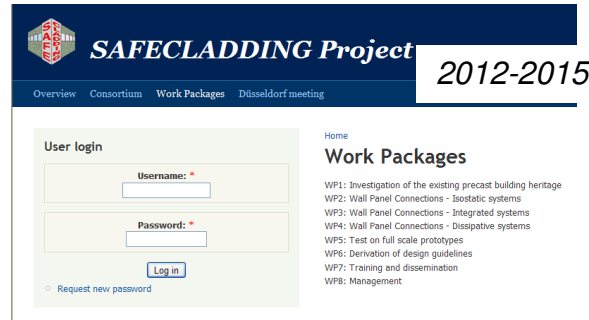 SAFE CLADDING
SAFECLADDING Project
2012-2015
Overview Consortium Work Packages Düsseldorf meeting
User login
Username: *
Password: *
Log in
Request new password
Home
Work Packages
WP1: Investigation of the existing precast building heritage
WP2: Wall Panel Connections - Isostatic systems
WP3: Wall Panel Connections - Integrated systems
WP4: Wall Panel Connections - Dissipative systems
WP5: Test on full scale prototypes
WP6: Derivation of design guidelines
WP7: Training and dissemination
WP8: Management